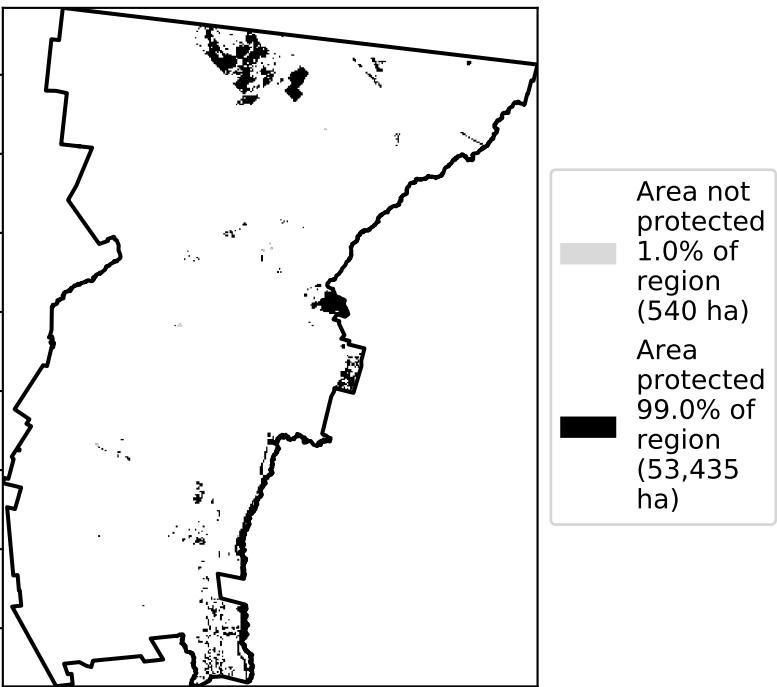 Area not
protected
1.0% of
region
(540 ha)
Area
protected
99.0% of
region
(53,435
ha)